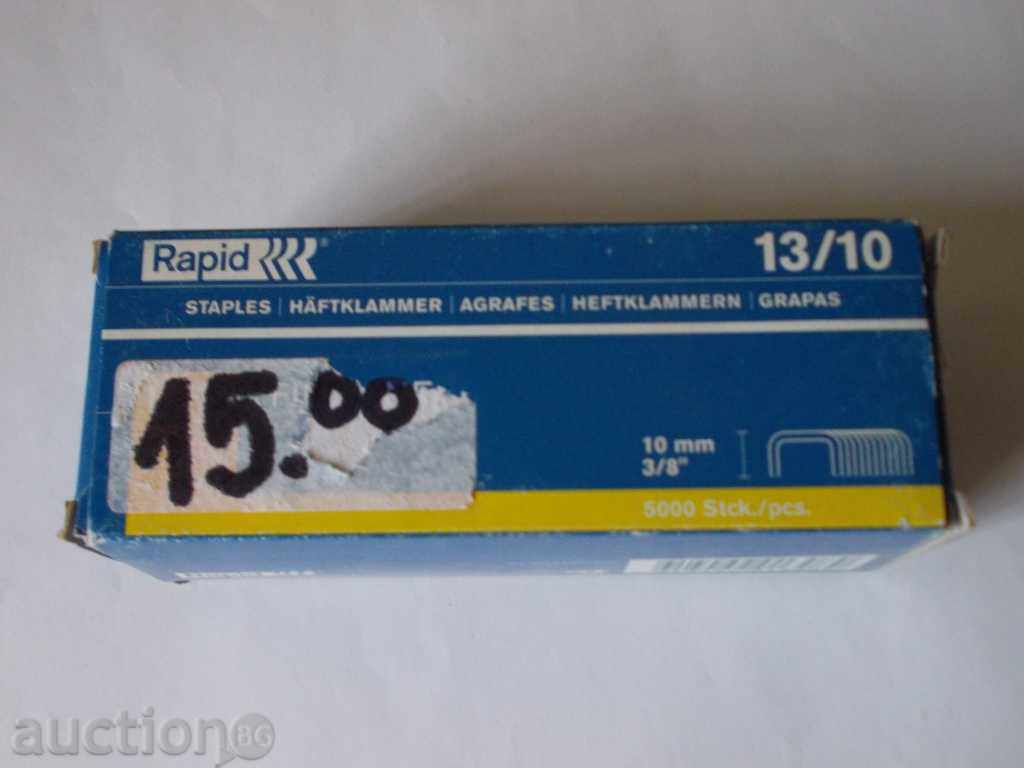 Rapid ® 13/10
STAPLES | HÄFTKLAMMER | AGRAFES | HEFTKLAMMERN | GRAPAS
15.00
10 mm
3/8"
5000 Stck./pcs.
auction.BG